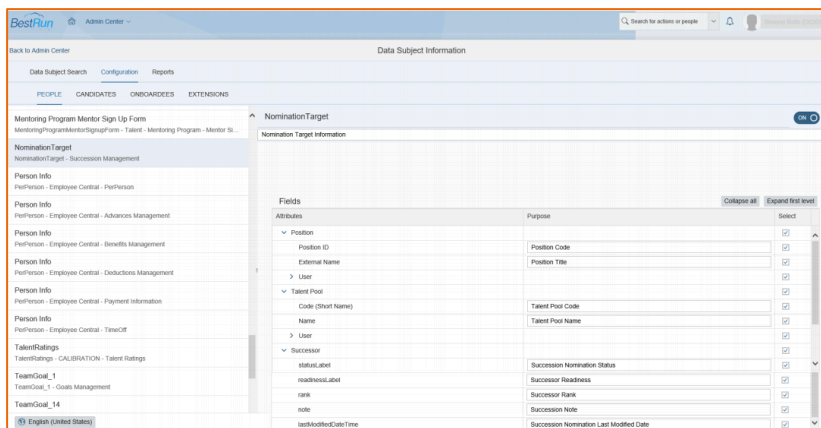 BestRun Admin Center Search for actions or people
Back to Admin Center Data Subject Information
Data Subject Search Configuration Reports
PEOPLE CANDIDATES ONBOARDEES EXTENSIONS
Mentoring Program Mentor Sign Up Form
MentoringProgramMentorSignupForm - Talent - Mentoring Program - Mentor Si...
NominationTarget
NominationTarget - Succession Management
Person Info
PerPerson - Employee Central - PerPerson
Person Info
PerPerson - Employee Central - Advances Management
Person Info
PerPerson - Employee Central - Benefits Management
Person Info
PerPerson - Employee Central - Deductions Management
Person Info
PerPerson - Employee Central - Payment Information
Person Info
PerPerson - Employee Central - TimeOff
TalentRatings
TalentRatings - CALIBRATION - Talent Ratings
TeamGoal_1
TeamGoal_1 - Goals Management
TeamGoal_14
English (United States)
NominationTarget ON
Nomination Target Information
Fields Collapse all Expand first level
Attributes Purpose Select
Position
Position ID Position Code
External Name Position Title
User
Talent Pool
Code (Short Name) Talent Pool Code
Name Talent Pool Name
User
Successor
statusLabel Succession Nomination Status
readinessLabel Successor Readiness
rank Successor Rank
note Succession Note
lastModifiedDateTime Succession Nomination Last Modified Date